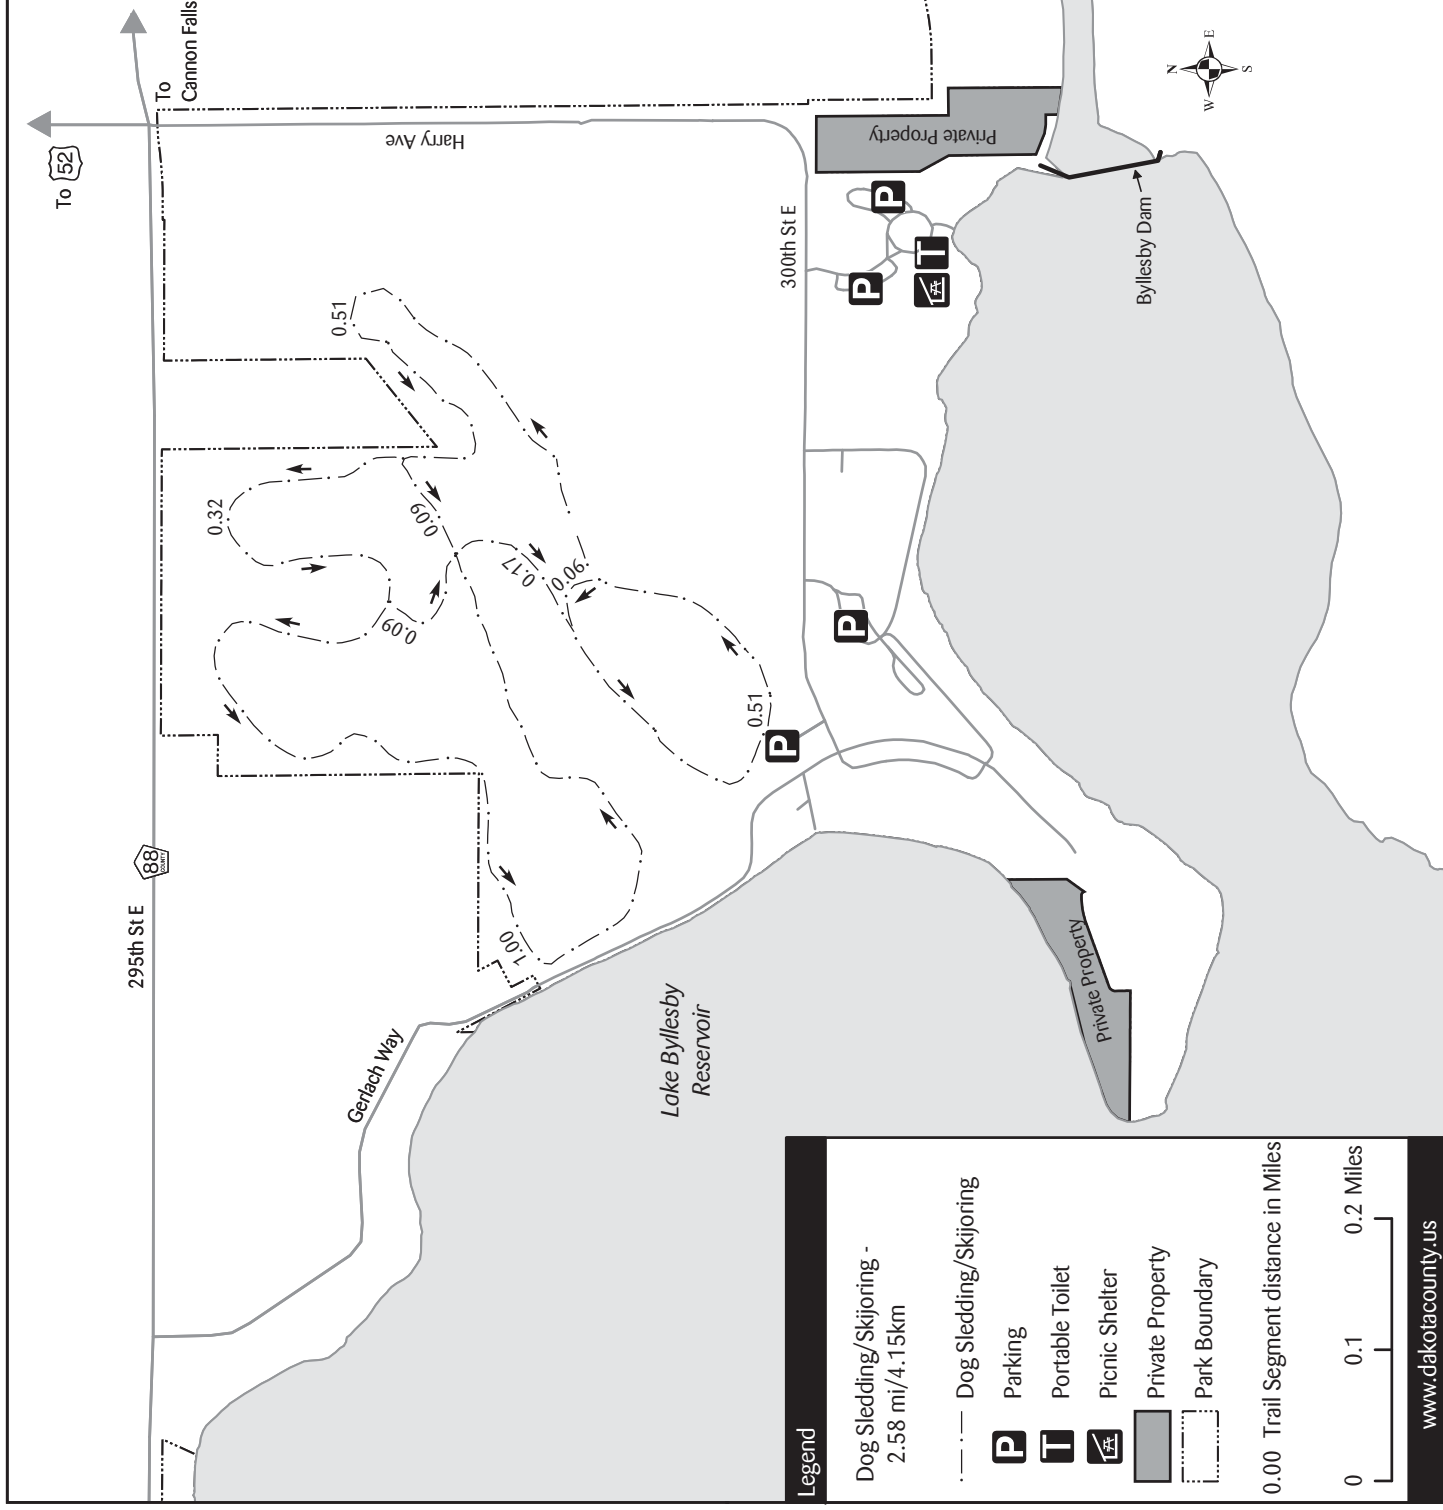 To 52
To
Cannon Falls
Harry Ave
295th St E
88
COUNTY
Gerlach Way
300th St E
Private Property
Byllesby Dam
N
E
S
W
0.51
0.32
0.09
0.09
0.17
0.06
0.51
1.00
Lake Byllesby
Reservoir
Private Property
P
P
T
P
P
Legend
Dog Sledding/Skijoring -
2.58 mi/4.15km
Dog Sledding/Skijoring
P Parking
T Portable Toilet
Picnic Shelter
Private Property
Park Boundary
0.00 Trail Segment distance in Miles
0 0.1 0.2 Miles
www.dakotacounty.us